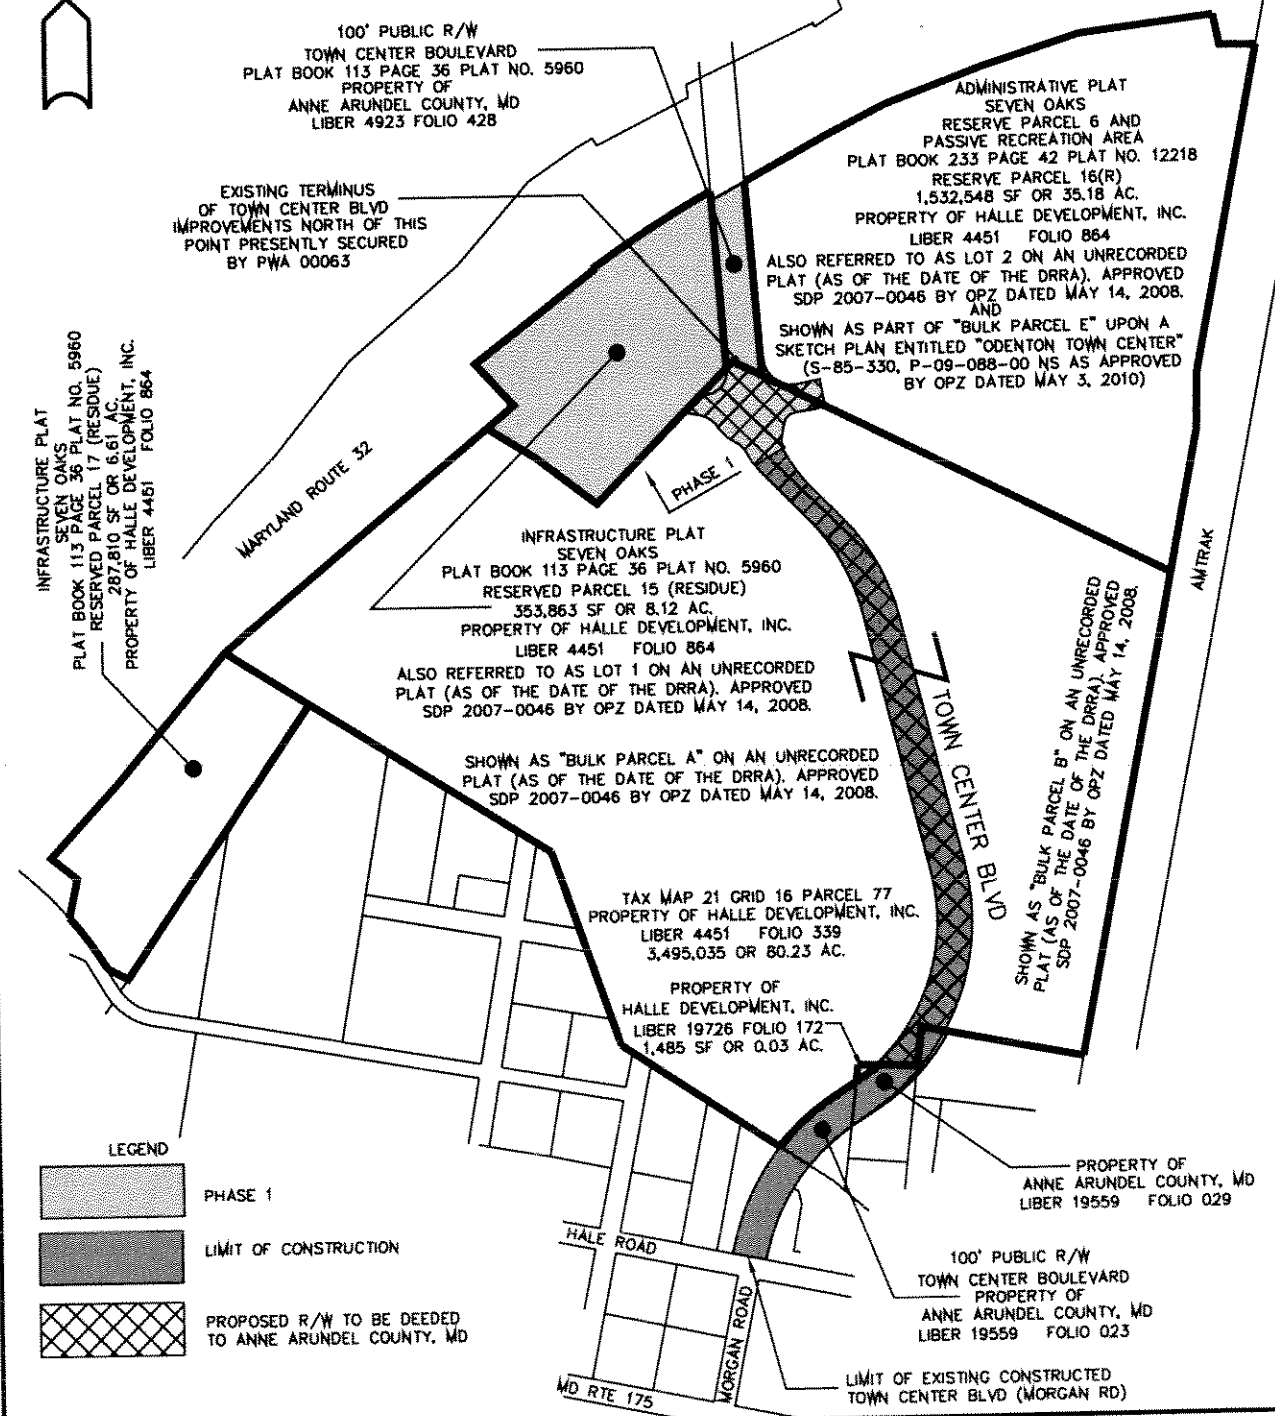 100' PUBLIC R/W
TOWN CENTER BOULEVARD
PLAT BOOK 113 PAGE 36 PLAT NO. 5960
PROPERTY OF
ANNE ARUNDEL COUNTY, MD
LIBER 4923 FOLIO 428
ADMINISTRATIVE PLAT
SEVEN OAKS
RESERVE PARCEL 6 AND
PASSIVE RECREATION AREA
PLAT BOOK 233 PAGE 42 PLAT NO. 12218
RESERVE PARCEL 16(R)
1,532,548 SF OR 35.18 AC.
PROPERTY OF HALLE DEVELOPMENT, INC.
LIBER 4451 FOLIO 864
ALSO REFERRED TO AS LOT 2 ON AN UNRECORDED
PLAT (AS OF THE DATE OF THE DRRA). APPROVED
SDP 2007-0046 BY OPZ DATED MAY 14, 2008.
AND
SHOWN AS PART OF "BULK PARCEL E" UPON A
SKETCH PLAN ENTITLED "ODENTON TOWN CENTER"
(S-85-330, P-09-088-00 NS AS APPROVED
BY OPZ DATED MAY 3, 2010)
EXISTING TERMINUS
OF TOWN CENTER BLVD
IMPROVEMENTS NORTH OF THIS
POINT PRESENTLY SECURED
BY PWA 00063
INFRASTRUCTURE PLAT
SEVEN OAKS
PLAT BOOK 113 PAGE 36 PLAT NO. 5960
RESERVED PARCEL 17 (RESIDUE)
287,810 SF OR 6.61 AC.
PROPERTY OF HALLE DEVELOPMENT, INC.
LIBER 4451 FOLIO 864
MARYLAND ROUTE 32
PHASE 1
INFRASTRUCTURE PLAT
SEVEN OAKS
PLAT BOOK 113 PAGE 36 PLAT NO. 5960
RESERVED PARCEL 15 (RESIDUE)
353,863 SF OR 8.12 AC.
PROPERTY OF HALLE DEVELOPMENT, INC.
LIBER 4451 FOLIO 864
ALSO REFERRED TO AS LOT 1 ON AN UNRECORDED
PLAT (AS OF THE DATE OF THE DRRA). APPROVED
SDP 2007-0046 BY OPZ DATED MAY 14, 2008.
AMTRAK
SHOWN AS "BULK PARCEL A" ON AN UNRECORDED
PLAT (AS OF THE DATE OF THE DRRA). APPROVED
SDP 2007-0046 BY OPZ DATED MAY 14, 2008.
TOWN CENTER BLVD
SHOWN AS "BULK PARCEL B" ON AN UNRECORDED
PLAT (AS OF THE DATE OF THE DRRA). APPROVED
SDP 2007-0046 BY OPZ DATED MAY 14, 2008.
TAX MAP 21 GRID 16 PARCEL 77
PROPERTY OF HALLE DEVELOPMENT, INC.
LIBER 4451 FOLIO 339
3,495,035 OR 80.23 AC.
PROPERTY OF
HALLE DEVELOPMENT, INC.
LIBER 19726 FOLIO 172
1,485 SF OR 0.03 AC.
LEGEND
PHASE 1
LIMIT OF CONSTRUCTION
PROPOSED R/W TO BE DEEDED
TO ANNE ARUNDEL COUNTY, MD
PROPERTY OF
ANNE ARUNDEL COUNTY, MD
LIBER 19559 FOLIO 029
HALE ROAD
100' PUBLIC R/W
TOWN CENTER BOULEVARD
PROPERTY OF
ANNE ARUNDEL COUNTY, MD
LIBER 19559 FOLIO 023
MORGAN ROAD
MD RTE 175
LIMIT OF EXISTING CONSTRUCTED
TOWN CENTER BLVD (MORGAN RD)